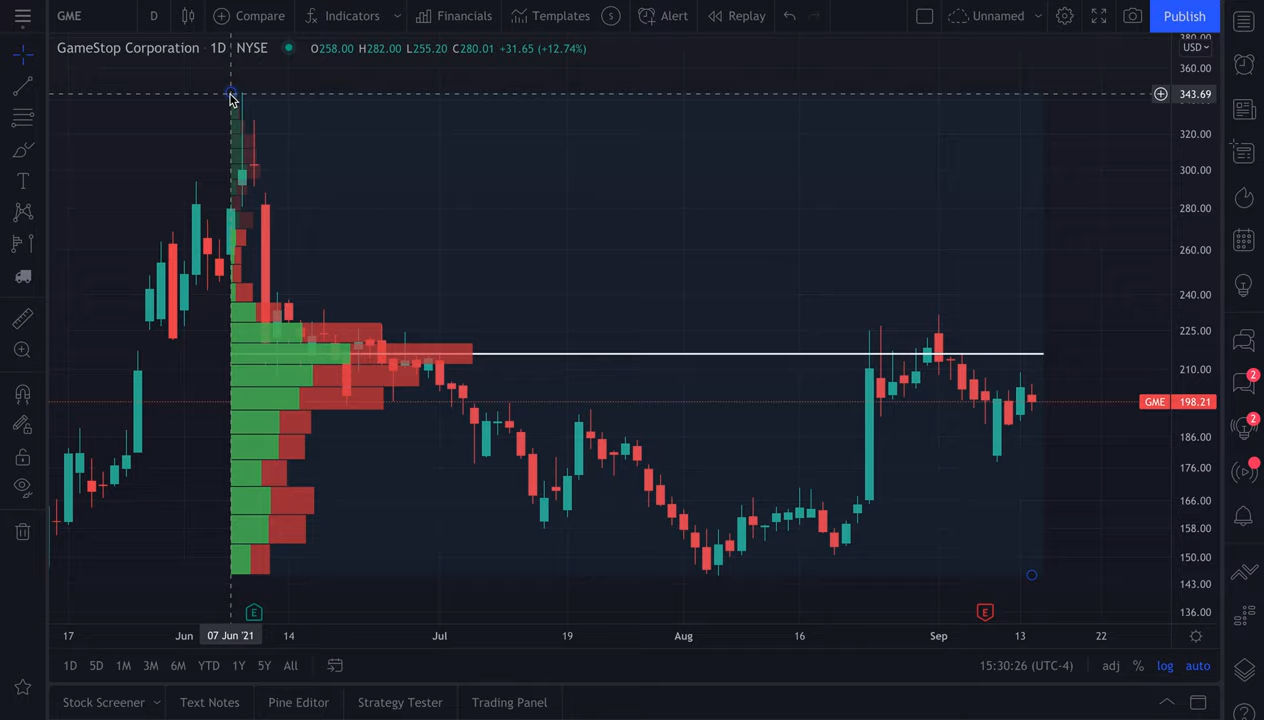 GME D Compare Indicators Financials Templates S Alert Replay Unnamed Publish
GameStop Corporation · 1D · NYSE O258.00 H282.00 L255.20 C280.01 +31.65 (+12.74%)
380.00
USD
360.00
343.69
320.00
300.00
280.00
260.00
240.00
225.00
210.00
GME 198.21
186.00
176.00
166.00
158.00
150.00
143.00
136.00
2
2
E E
17 Jun 07 Jun '21 14 Jul 19 Aug 16 Sep 13 22
1D 5D 1M 3M 6M YTD 1Y 5Y All 15:30:26 (UTC-4) adj % log auto
Stock Screener Text Notes Pine Editor Strategy Tester Trading Panel